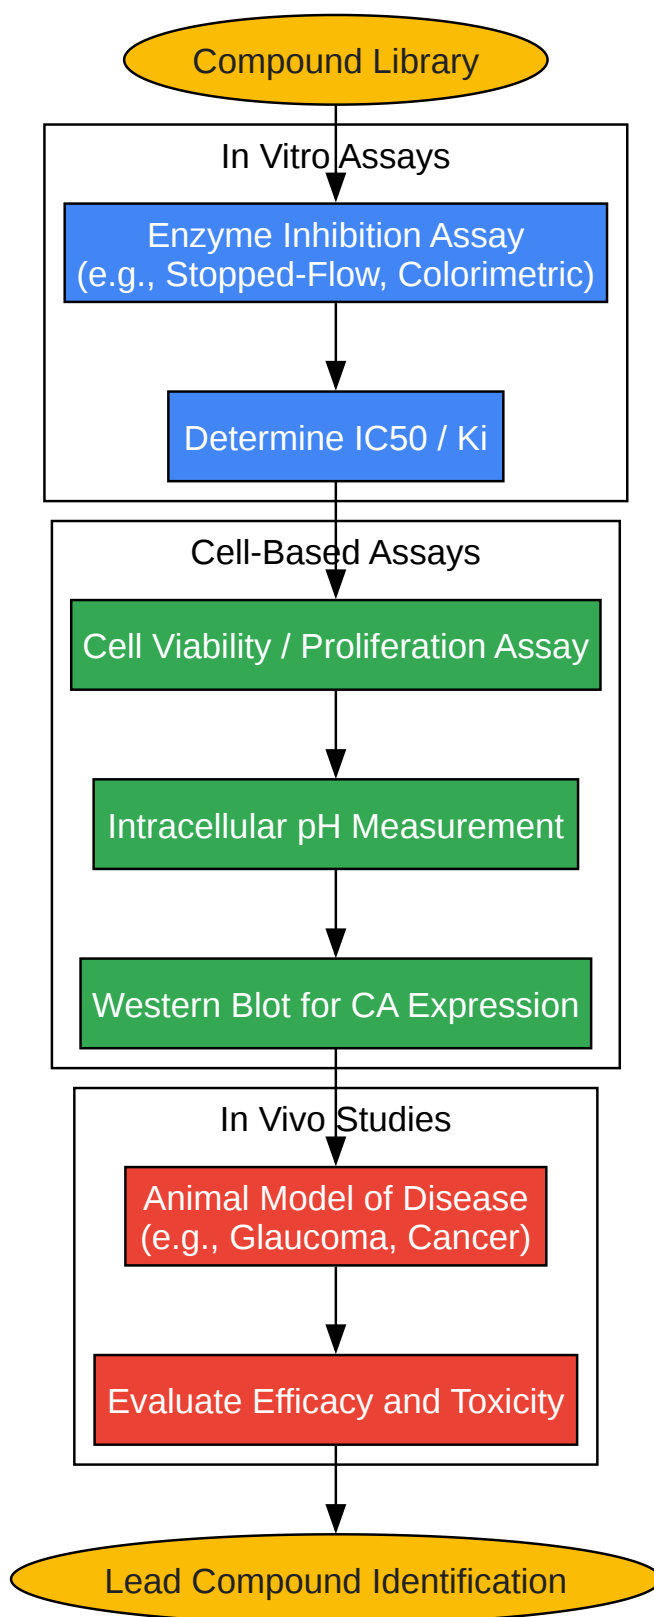 Compound Library
In Vitro Assays
Enzyme Inhibition Assay
(e.g., Stopped-Flow, Colorimetric)
Determine IC50 / Ki
Cell-Based Assays
Cell Viability / Proliferation Assay
Intracellular pH Measurement
Western Blot for CA Expression
In Vivo Studies
Animal Model of Disease
(e.g., Glaucoma, Cancer)
Evaluate Efficacy and Toxicity
Lead Compound Identification